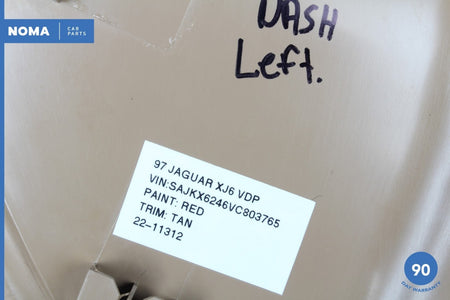 NOMA CAR
PARTS
DASH
Left.
97 JAGUAR XJ6 VDP
VIN:SAJKX6246VC803765
PAINT: RED
TRIM: TAN
22-11312
90
DAY WARRANTY